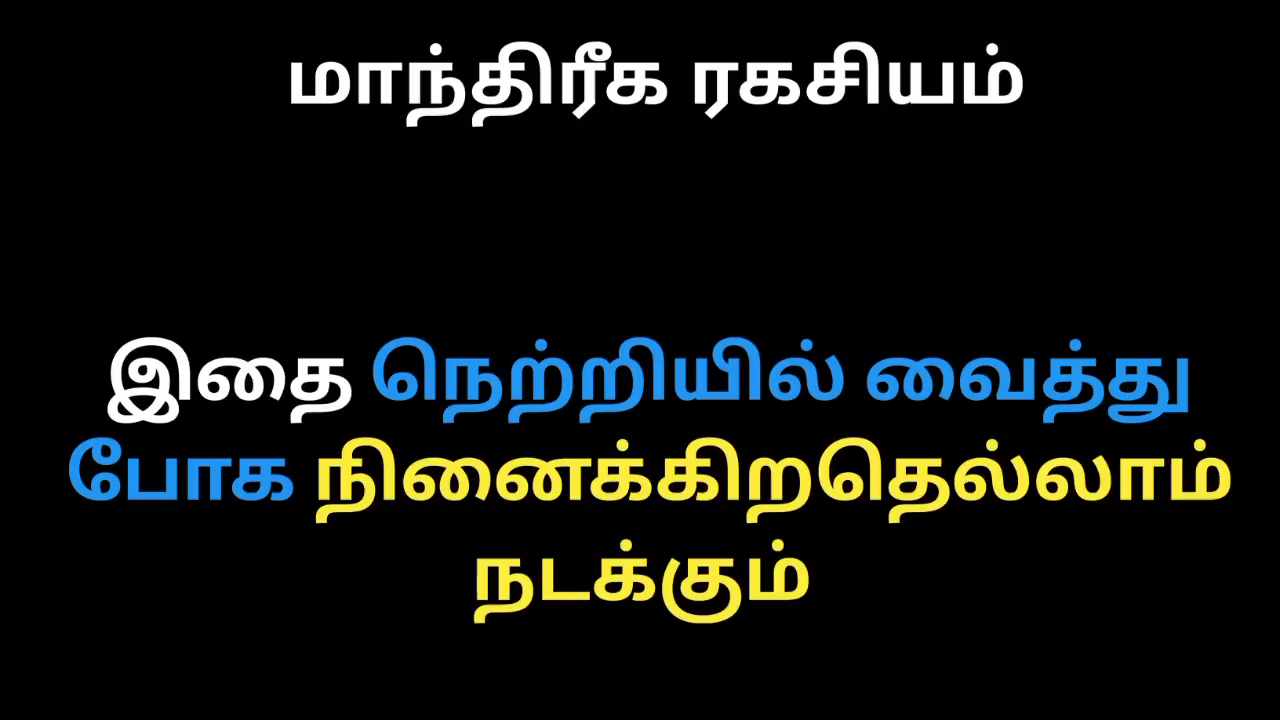 மாந்திரீக ரகசியம்
இதை நெற்றியில் வைத்து
போக நினைக்கிறதெல்லாம்
நடக்கும்